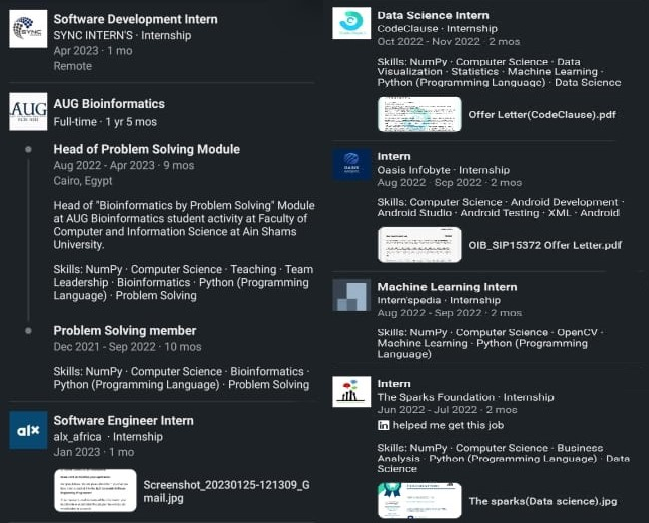 SYNC
Software Development Intern
SYNC INTERN'S · Internship
Apr 2023 · 1 mo
Remote
AUG
AUG Bioinformatics
Full-time · 1 yr 5 mos
Head of Problem Solving Module
Aug 2022 - Apr 2023 · 9 mos
Cairo, Egypt
Head of "Bioinformatics by Problem Solving" Module
at AUG Bioinformatics student activity at Faculty of
Computer and Information Science at Ain Shams
University.
Skills: NumPy · Computer Science · Teaching · Team
Leadership · Bioinformatics · Python (Programming
Language) · Problem Solving
Problem Solving member
Dec 2021 - Sep 2022 · 10 mos
Skills: NumPy · Computer Science · Bioinformatics ·
Python (Programming Language) · Problem Solving
alx
Software Engineer Intern
alx_africa · Internship
Jan 2023 · 1 mo
Screenshot_20230125-121309_G
mail.jpg
Data Science Intern
CodeClause · Internship
Oct 2022 - Nov 2022 · 2 mos
Skills: NumPy · Computer Science · Data
Visualization · Statistics · Machine Learning ·
Python (Programming Language) · Data Science
Offer Letter(CodeClause).pdf
OASIS
Intern
Oasis Infobyte · Internship
Aug 2022 - Sep 2022 · 2 mos
Skills: Computer Science · Android Development ·
Android Studio · Android Testing · XML · Android
OIB_SIP15372 Offer Letter.pdf
Machine Learning Intern
Intern'spedia · Internship
Aug 2022 - Sep 2022 · 2 mos
Skills: NumPy · Computer Science · OpenCV ·
Machine Learning · Python (Programming
Language)
Intern
The Sparks Foundation · Internship
Jun 2022 - Jul 2022 · 2 mos
in helped me get this job
Skills: NumPy · Computer Science · Business
Analysis · Python (Programming Language) · Data
Science
The sparks(Data science).jpg